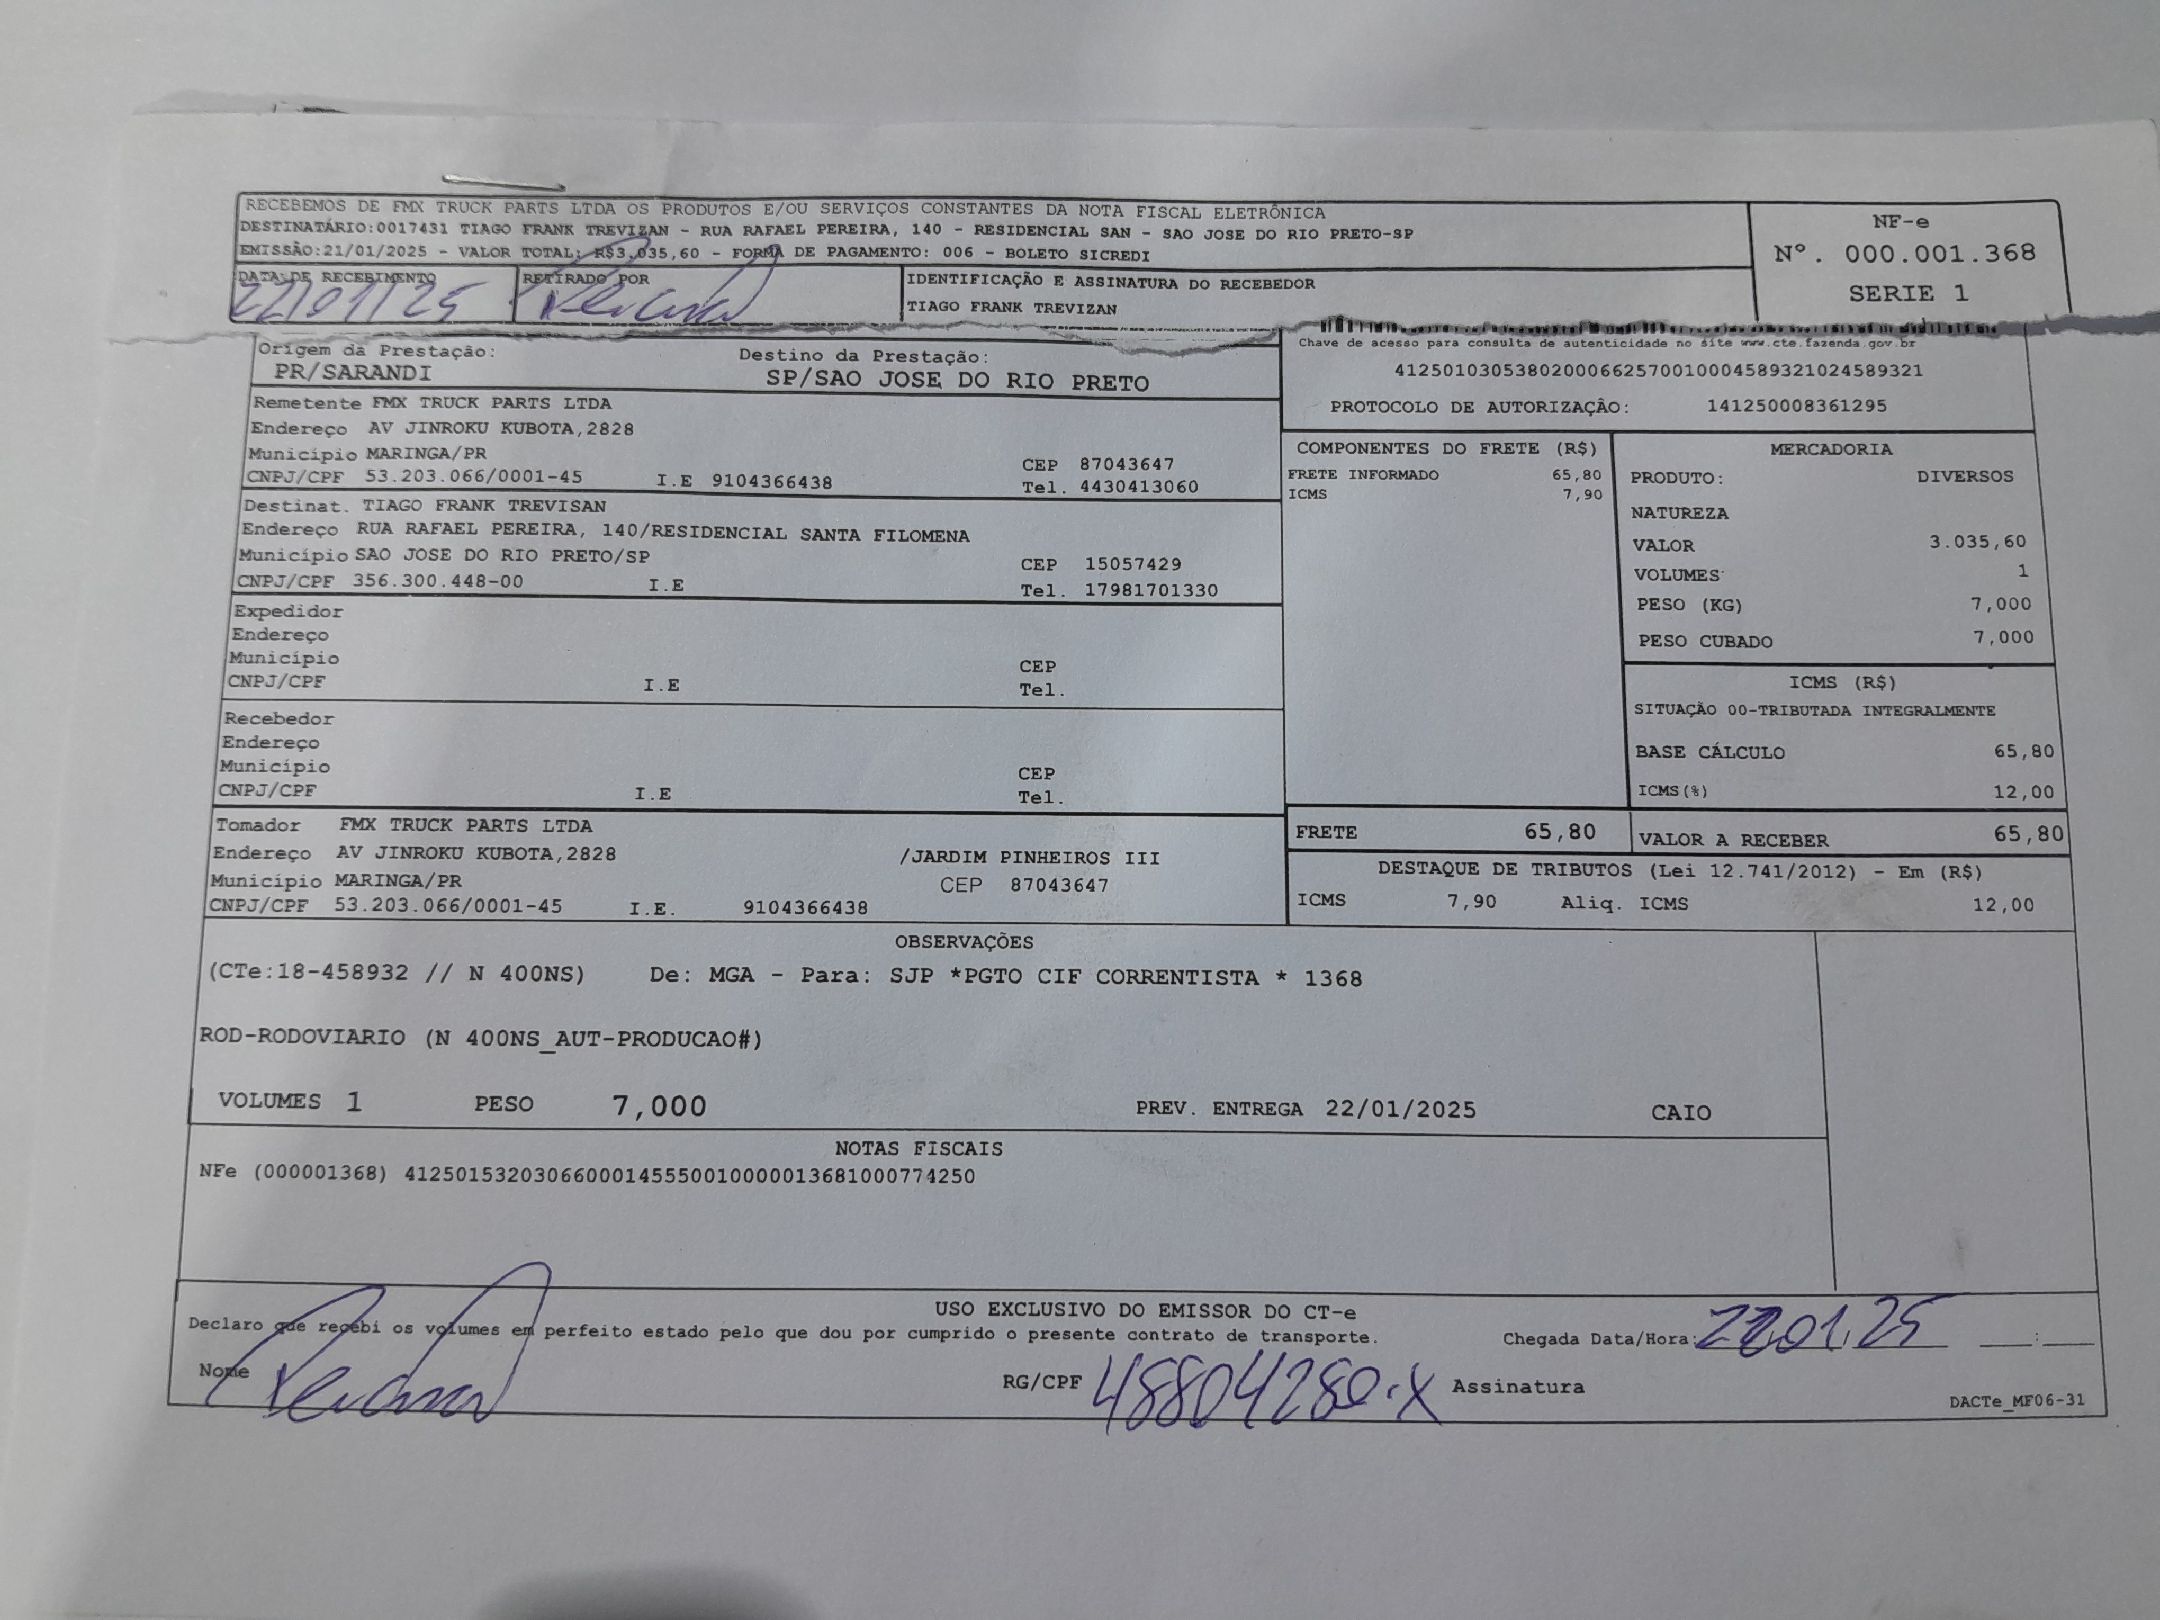 RECEBEMOS DE FMX TRUCK PARTS LTDA OS PRODUTOS E/OU SERVIÇOS CONSTANTES DA NOTA FISCAL ELETRÔNICA
DESTINATÁRIO:0017431 TIAGO FRANK TREVIZAN - RUA RAFAEL PEREIRA, 140 - RESIDENCIAL SAN - SAO JOSE DO RIO PRETO-SP
EMISSÃO:21/01/2025 - VALOR TOTAL: R$3.035,60 - FORMA DE PAGAMENTO: 006 - BOLETO SICREDI
NF-e
Nº. 000.001.368
SERIE 1
DATA DE RECEBIMENTO
22/01/25
RETIRADO POR
IDENTIFICAÇÃO E ASSINATURA DO RECEBEDOR
TIAGO FRANK TREVIZAN
Origem da Prestação:
PR/SARANDI
Destino da Prestação:
SP/SAO JOSE DO RIO PRETO
Chave de acesso para consulta de autenticidade no site www.cte.fazenda.gov.br
41250103053802000662570010004589321024589321
PROTOCOLO DE AUTORIZAÇÃO: 141250008361295
Remetente FMX TRUCK PARTS LTDA
Endereço AV JINROKU KUBOTA,2828
Município MARINGA/PR CEP 87043647
CNPJ/CPF 53.203.066/0001-45 I.E 9104366438 Tel. 4430413060
Destinat. TIAGO FRANK TREVISAN
Endereço RUA RAFAEL PEREIRA, 140/RESIDENCIAL SANTA FILOMENA
Município SAO JOSE DO RIO PRETO/SP CEP 15057429
CNPJ/CPF 356.300.448-00 I.E Tel. 17981701330
Expedidor
Endereço
Município CEP
CNPJ/CPF I.E Tel.
Recebedor
Endereço
Município CEP
CNPJ/CPF I.E Tel.
Tomador FMX TRUCK PARTS LTDA
Endereço AV JINROKU KUBOTA,2828 /JARDIM PINHEIROS III
Município MARINGA/PR CEP 87043647
CNPJ/CPF 53.203.066/0001-45 I.E. 9104366438
COMPONENTES DO FRETE (R$)
FRETE INFORMADO 65,80
ICMS 7,90
MERCADORIA
PRODUTO: DIVERSOS
NATUREZA
VALOR 3.035,60
VOLUMES 1
PESO (KG) 7,000
PESO CUBADO 7,000
ICMS (R$)
SITUAÇÃO 00-TRIBUTADA INTEGRALMENTE
BASE CÁLCULO 65,80
ICMS(%) 12,00
FRETE 65,80
VALOR A RECEBER 65,80
DESTAQUE DE TRIBUTOS (Lei 12.741/2012) - Em (R$)
ICMS 7,90 Aliq. ICMS 12,00
OBSERVAÇÕES
(CTe:18-458932 // N 400NS) De: MGA - Para: SJP *PGTO CIF CORRENTISTA * 1368
ROD-RODOVIARIO (N 400NS_AUT-PRODUCAO#)
VOLUMES 1 PESO 7,000 PREV. ENTREGA 22/01/2025 CAIO
NOTAS FISCAIS
NFe (000001368) 41250153203066000145550010000013681000774250
USO EXCLUSIVO DO EMISSOR DO CT-e
Declaro que recebi os volumes em perfeito estado pelo que dou por cumprido o presente contrato de transporte.
Chegada Data/Hora: 22 01 25 __:__
Nome
RG/CPF 48804280-X Assinatura
DACTe_MF06-31